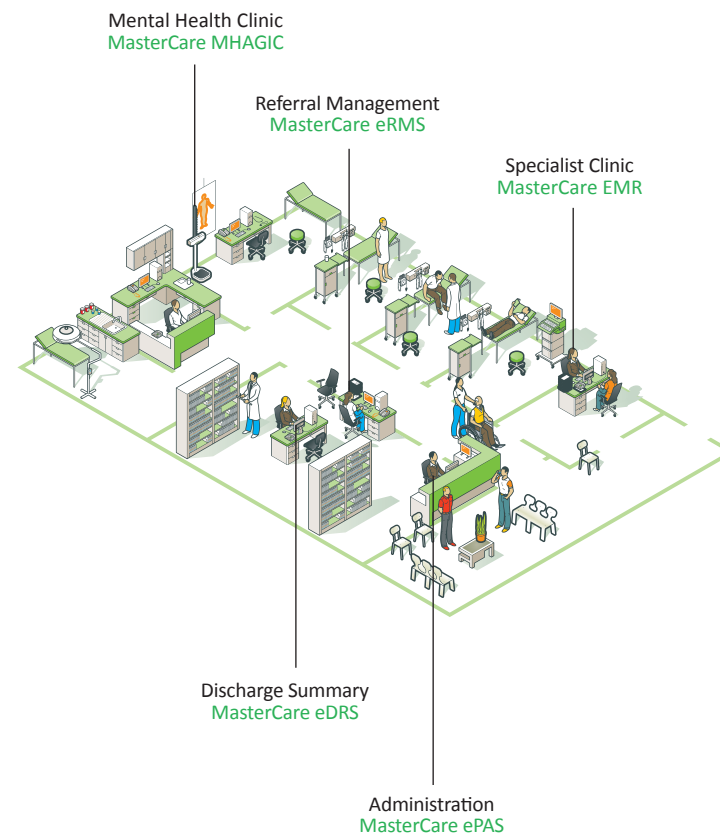 Mental Health Clinic
MasterCare MHAGIC
Referral Management
MasterCare eRMS
Specialist Clinic
MasterCare EMR
Discharge Summary
MasterCare eDRS
Administration
MasterCare ePAS